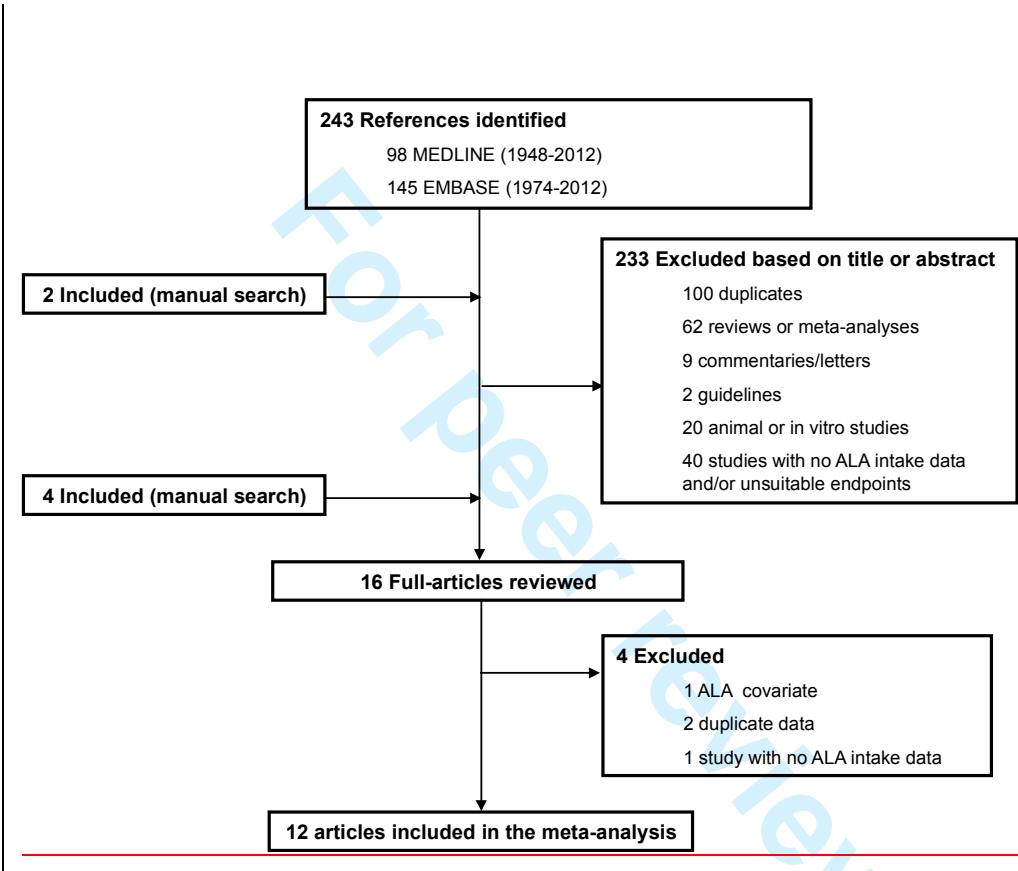 243 References identified
98 MEDLINE (1948-2012)
145 EMBASE (1974-2012)
2 Included (manual search)
233 Excluded based on title or abstract
100 duplicates
62 reviews or meta-analyses
9 commentaries/letters
2 guidelines
20 animal or in vitro studies
40 studies with no ALA intake data
and/or unsuitable endpoints
4 Included (manual search)
16 Full-articles reviewed
4 Excluded
1 ALA covariate
2 duplicate data
1 study with no ALA intake data
12 articles included in the meta-analysis
For peer review